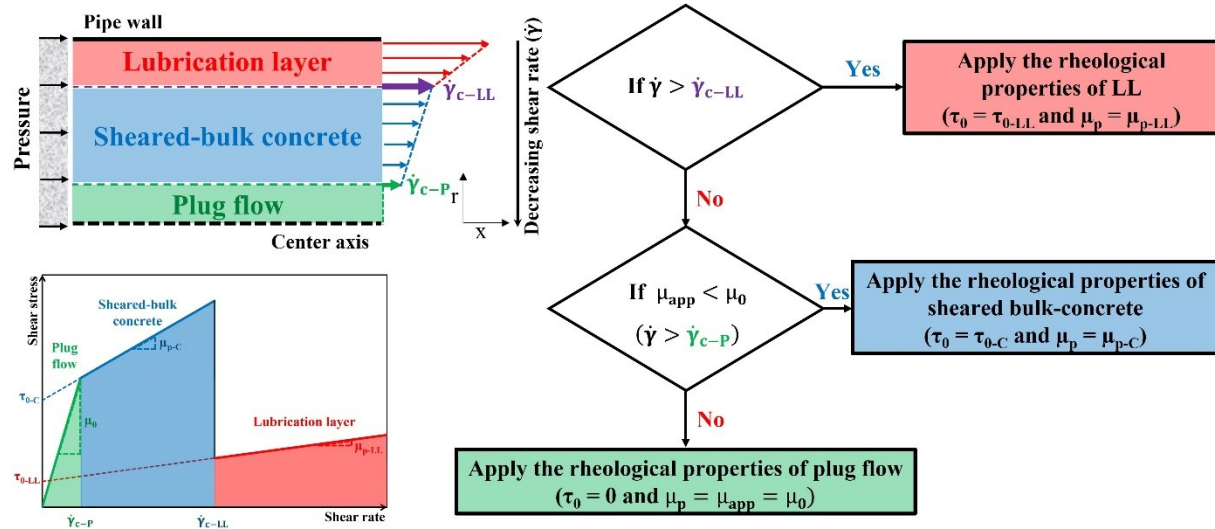 Pipe wall
Pressure
Lubrication layer
γ̇c-LL
Sheared-bulk concrete
γ̇c-P
Plug flow
r
x
Center axis
Decreasing shear rate (γ̇)
Shear stress
Sheared-bulk
concrete
μp-C
Plug
flow
τ0-C
μ0
Lubrication layer
μp-LL
τ0-LL
γ̇c-P
γ̇c-LL
Shear rate
If γ̇ > γ̇c-LL
Yes
Apply the rheological
properties of LL
(τ0 = τ0-LL and μp = μp-LL)
No
If μapp < μ0
(γ̇ > γ̇c-P)
Yes
Apply the rheological properties of
sheared bulk-concrete
(τ0 = τ0-C and μp = μp-C)
No
Apply the rheological properties of plug flow
(τ0 = 0 and μp = μapp = μ0)